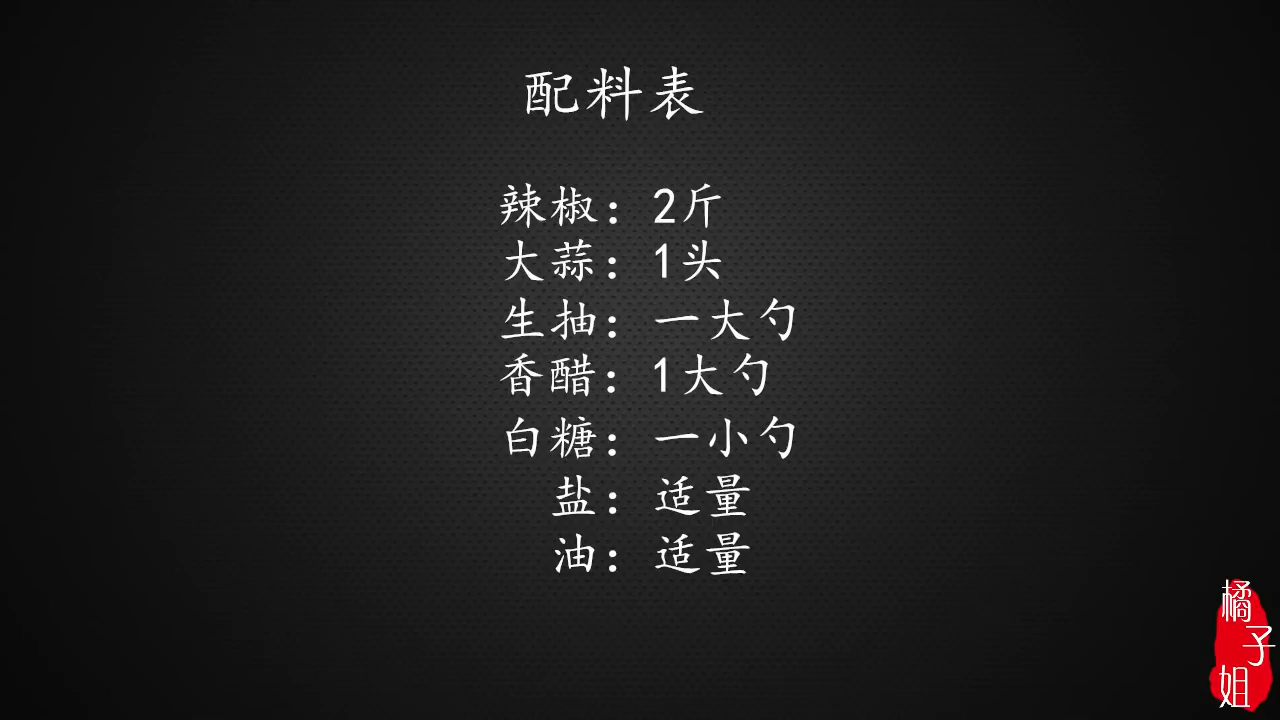 配料表
辣椒：2斤
大蒜：1头
生抽：一大勺
香醋：1大勺
白糖：一小勺
盐：适量
油：适量
橘子姐